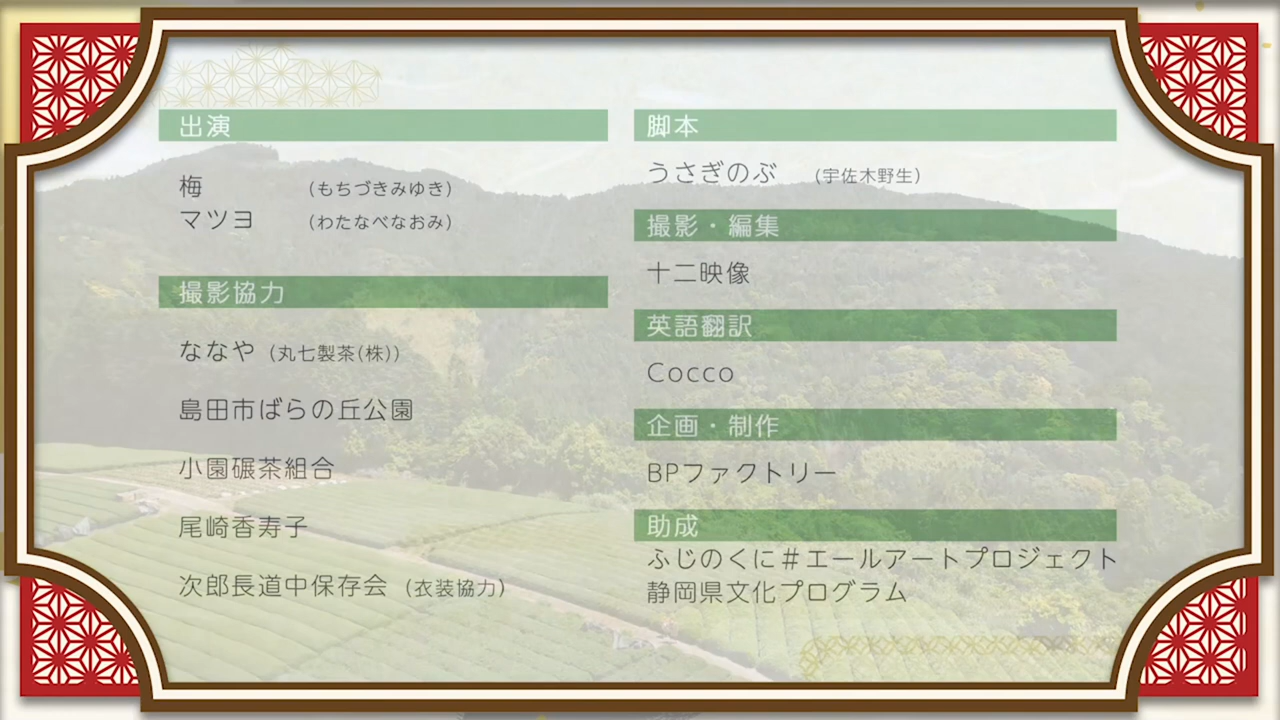 出演
梅 (もちづきみゆき)
マツヨ (わたなべなおみ)
撮影協力
ななや (丸七製茶(株))
島田市ばらの丘公園
小園碾茶組合
尾崎香寿子
次郎長道中保存会 (衣装協力)
脚本
うさぎのぶ (宇佐木野生)
撮影・編集
十二映像
英語翻訳
Cocco
企画・制作
BPファクトリー
助成
ふじのくに#エールアートプロジェクト
静岡県文化プログラム